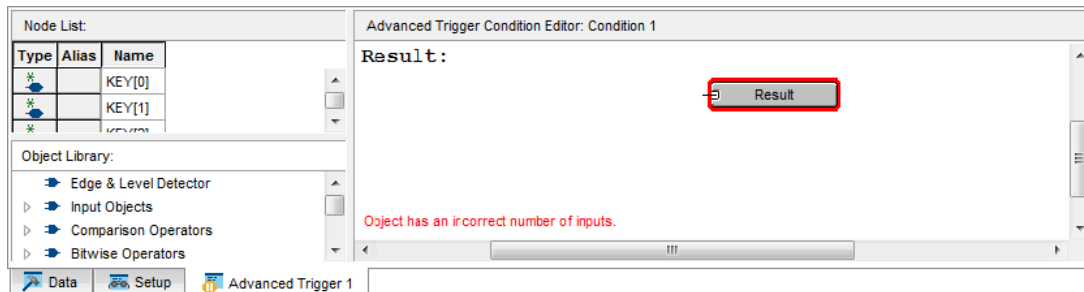 Node List:
Type Alias Name
KEY[0]
KEY[1]
KEY[2]
Object Library:
Edge & Level Detector
Input Objects
Comparison Operators
Bitwise Operators
Advanced Trigger Condition Editor: Condition 1
Result:
Result
Object has an incorrect number of inputs.
Data Setup Advanced Trigger 1